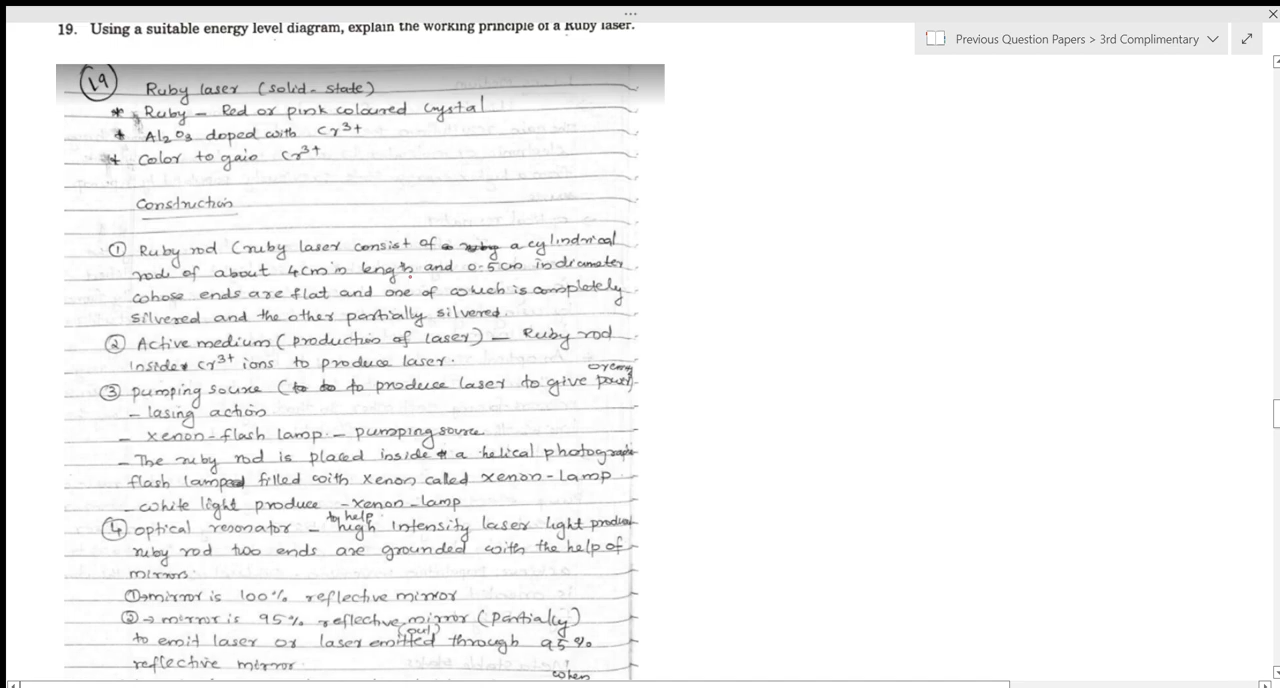 19. Using a suitable energy level diagram, explain the working principle of a Ruby laser.
Previous Question Papers > 3rd Complimentary
19
Ruby laser (solid-state)
* Ruby - Red or pink coloured crystal
* Al2O3 doped with Cr3+
* Color to gain Cr3+
Construction
① Ruby rod (ruby laser consist of a cylindrical
rod of about 4cm in length and 0.5cm in diameter
whose ends are flat and one of which is completely
silvered and the other partially silvered.
② Active medium (production of laser) - Ruby rod
inside Cr3+ ions to produce laser.
③ pumping source (to produce laser to give power).
- lasing action
- xenon-flash lamp - pumping source
- The ruby rod is placed inside a helical photographic
flash lamp filled with xenon called xenon-lamp
- white light produce - xenon-lamp
④ optical resonator - to help high intensity laser light
ruby rod two ends are grounded with the help of
mirrors.
① → mirror is 100% reflective mirror
② → mirror is 95% reflective mirror (partially)
to emit laser or laser emitted (out) through 95%
reflective mirror
when